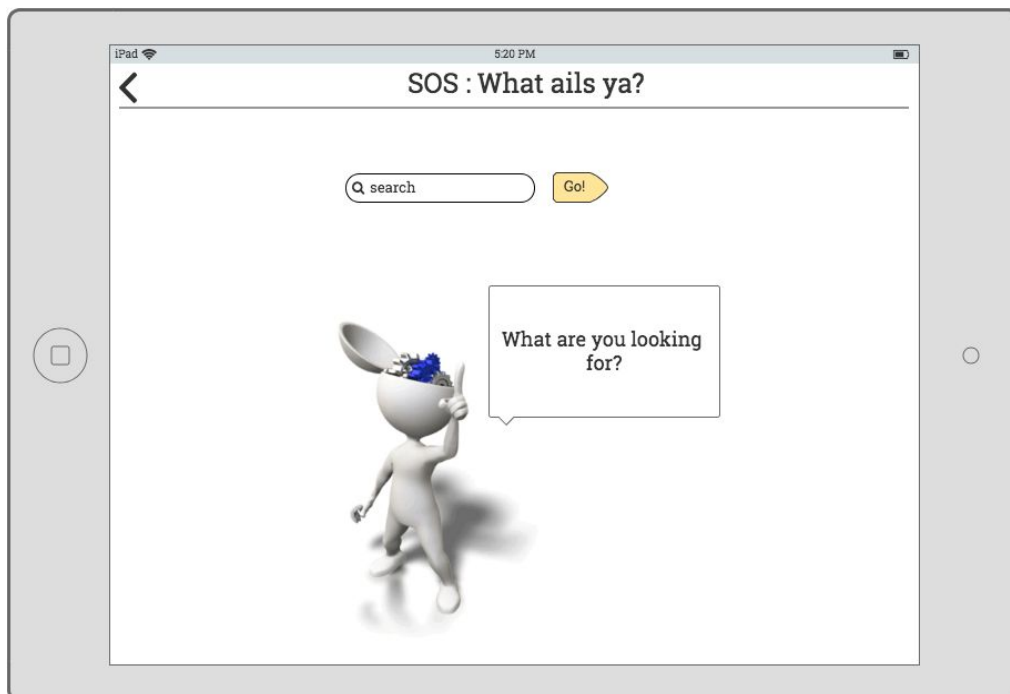 iPad
5:20 PM
SOS : What ails ya?
search
Go!
What are you looking
for?